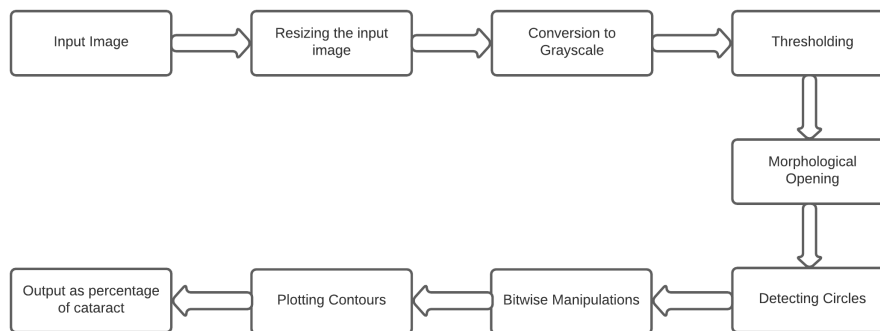 Input Image
Resizing the input
image
Conversion to
Grayscale
Thresholding
Morphological
Opening
Detecting Circles
Bitwise Manipulations
Plotting Contours
Output as percentage
of cataract